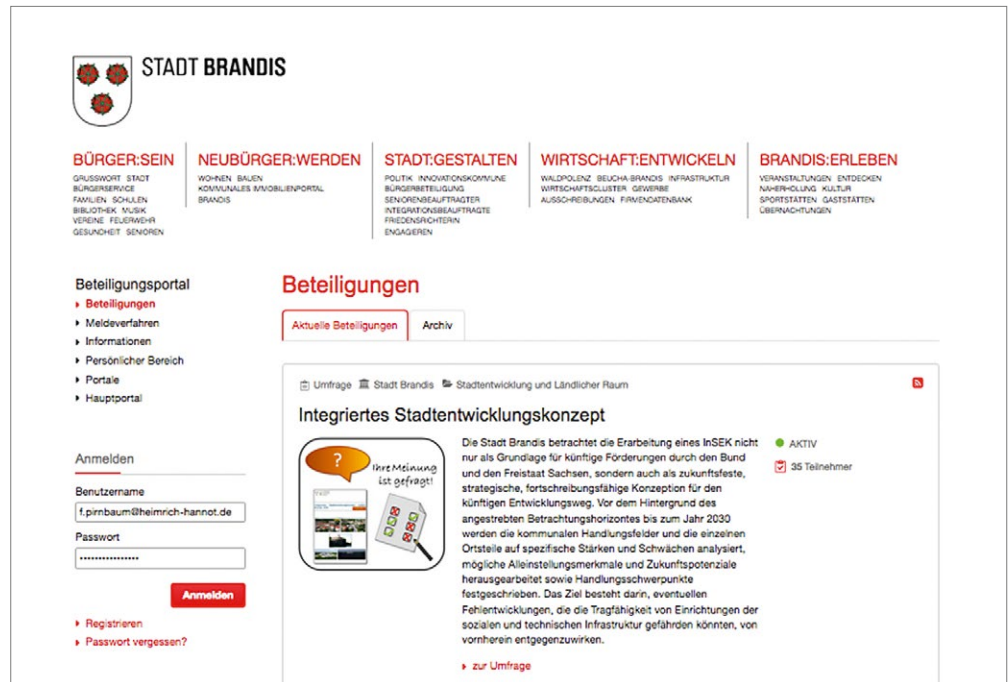 STADT BRANDIS
BÜRGER:SEIN
GRUSSWORT STADT
BÜRGERSERVICE
FAMILIEN SCHULEN
BIBLIOTHEK MUSIK
VEREINE FEUERWEHR
GESUNDHEIT SENIOREN
NEUBÜRGER:WERDEN
WOHNEN BAUEN
KOMMUNALES IMMOBILIENPORTAL
BRANDIS
STADT:GESTALTEN
POLITIK INNOVATIONSKOMMUNE
BÜRGERBETEILIGUNG
SENIORENBEAUFTRAGTER
INTEGRATIONSBEAUFTRAGTE
FRIEDENSRICHTERIN
ENGAGIEREN
WIRTSCHAFT:ENTWICKELN
WALDPOLENZ BEUCHA-BRANDIS INFRASTRUKTUR
WIRTSCHAFTSCLUSTER GEWERBE
AUSSCHREIBUNGEN FIRMENDATENBANK
BRANDIS:ERLEBEN
VERANSTALTUNGEN ENTDECKEN
NAHERHOLUNG KULTUR
SPORTSTÄTTEN GASTSTÄTTEN
ÜBERNACHTUNGEN
Beteiligungsportal
Beteiligungen
Meldeverfahren
Informationen
Persönlicher Bereich
Portale
Hauptportal
Anmelden
Benutzername
f.pirnbaum@heimrich-hannot.de
Passwort
Anmelden
Registrieren
Passwort vergessen?
Beteiligungen
Aktuelle Beteiligungen Archiv
Umfrage Stadt Brandis Stadtentwicklung und Ländlicher Raum
Integriertes Stadtentwicklungskonzept
?
Ihre Meinung
ist gefragt!
Die Stadt Brandis betrachtet die Erarbeitung eines InSEK nicht
nur als Grundlage für künftige Förderungen durch den Bund
und den Freistaat Sachsen, sondern auch als zukunftsfeste,
strategische, fortschreibungsfähige Konzeption für den
künftigen Entwicklungsweg. Vor dem Hintergrund des
angestrebten Betrachtungshorizontes bis zum Jahr 2030
werden die kommunalen Handlungsfelder und die einzelnen
Ortsteile auf spezifische Stärken und Schwächen analysiert,
mögliche Alleinstellungsmerkmale und Zukunftspotenziale
herausgearbeitet sowie Handlungsschwerpunkte
festgeschrieben. Das Ziel besteht darin, eventuellen
Fehlentwicklungen, die die Tragfähigkeit von Einrichtungen der
sozialen und technischen Infrastruktur gefährden könnten, von
vornherein entgegenzuwirken.
zur Umfrage
AKTIV
35 Teilnehmer